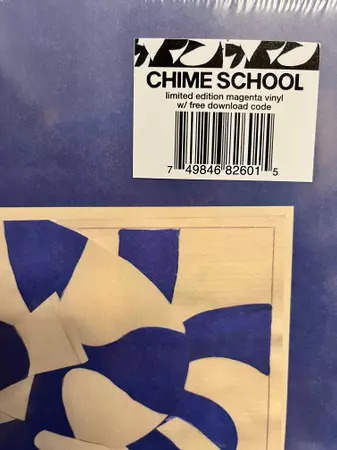 CHIME SCHOOL
limited edition magenta vinyl
w/ free download code
7 49846 82601 5